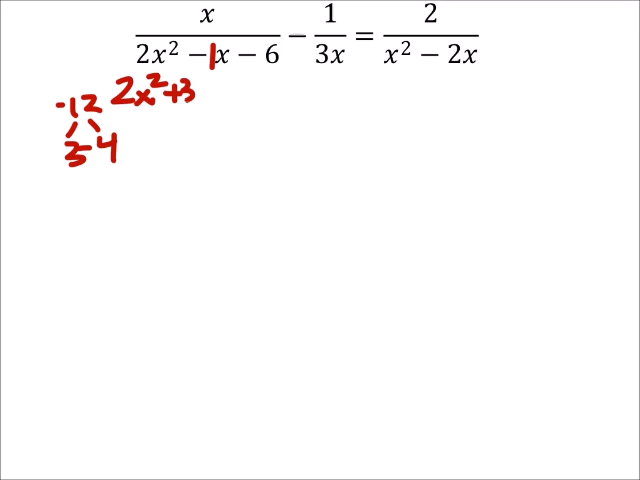 x/(2x² − 1x − 6) − 1/(3x) = 2/(x² − 2x)
-12 2x²+3
3 -4